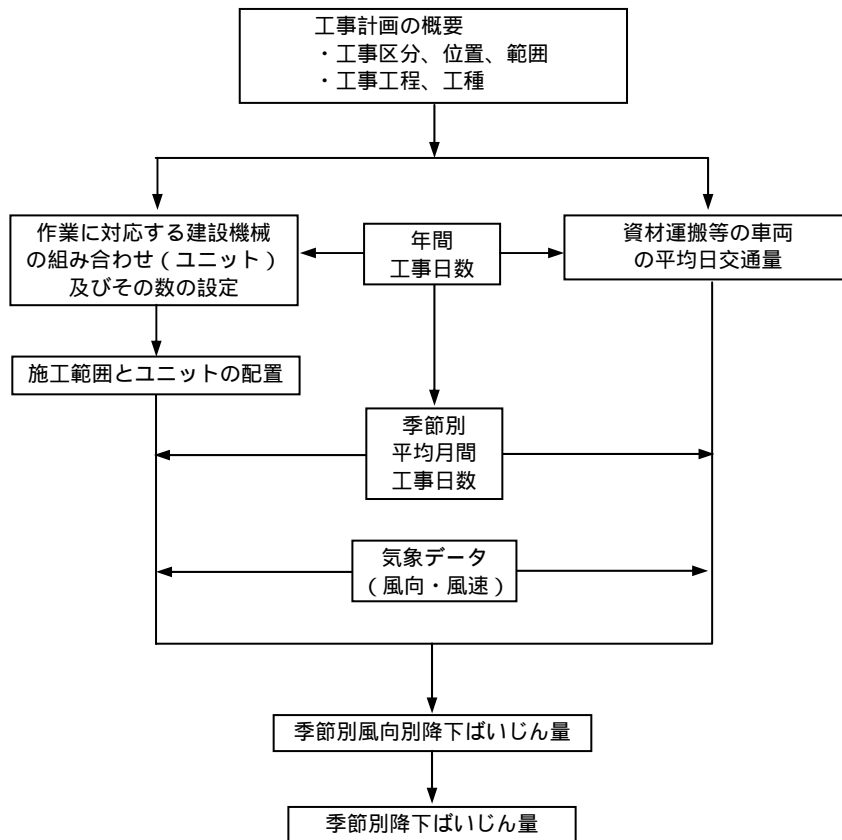 工事計画の概要
・工事区分、位置、範囲
・工事工程、工種
作業に対応する建設機械
の組み合わせ(ユニット)
及びその数の設定
年間
工事日数
資材運搬等の車両
の平均日交通量
施工範囲とユニットの配置
季節別
平均月間
工事日数
気象データ
(風向・風速)
季節別風向別降下ばいじん量
季節別降下ばいじん量